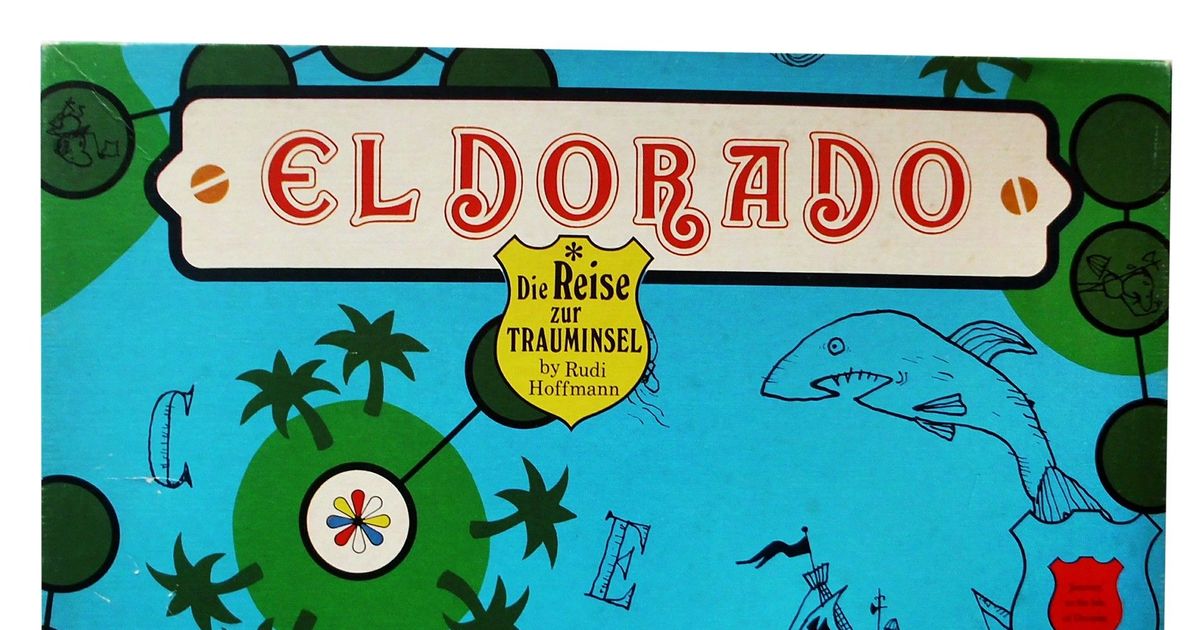 EL DORADO
Die Reise
zur
TRAUMINSEL
by Rudi
Hoffmann
C
E